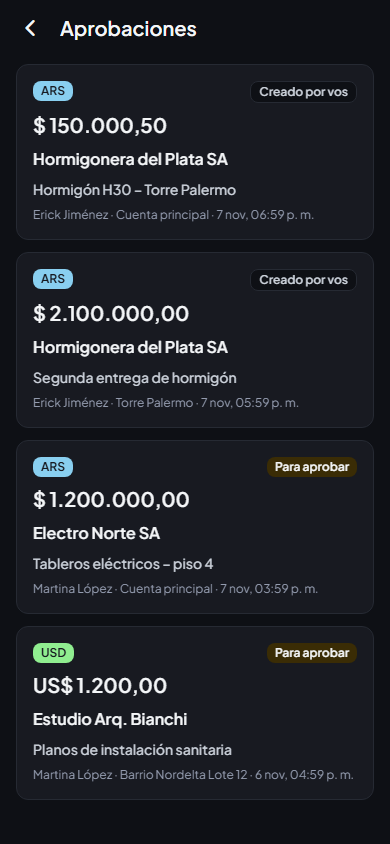 Aprobaciones
ARS
Creado por vos
$ 150.000,50
Hormigonera del Plata SA
Hormigón H30 – Torre Palermo
Erick Jiménez · Cuenta principal · 7 nov, 06:59 p. m.
ARS
Creado por vos
$ 2.100.000,00
Hormigonera del Plata SA
Segunda entrega de hormigón
Erick Jiménez · Torre Palermo · 7 nov, 05:59 p. m.
ARS
Para aprobar
$ 1.200.000,00
Electro Norte SA
Tableros eléctricos – piso 4
Martina López · Cuenta principal · 7 nov, 03:59 p. m.
USD
Para aprobar
US$ 1.200,00
Estudio Arq. Bianchi
Planos de instalación sanitaria
Martina López · Barrio Nordelta Lote 12 · 6 nov, 04:59 p. m.